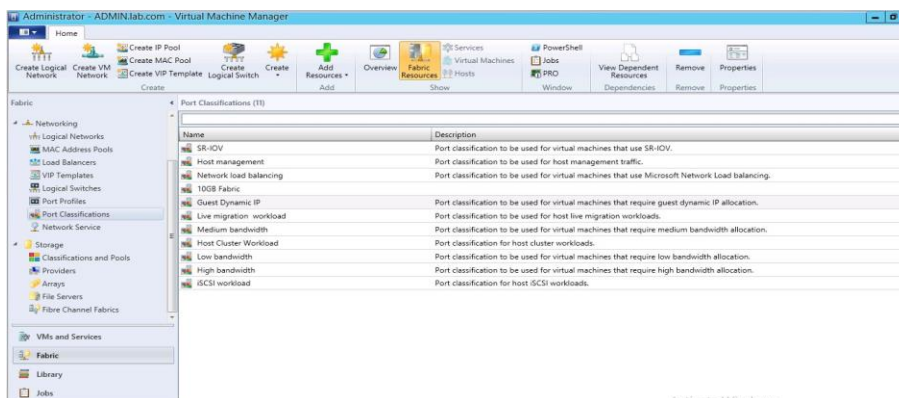 Administrator - ADMIN.lab.com - Virtual Machine Manager
Home
Create Logical Network
Create VM Network
Create IP Pool
Create MAC Pool
Create VIP Template
Create Logical Switch
Create
Create
Add Resources
Add
Overview
Fabric Resources
Services
Virtual Machines
Hosts
Show
PowerShell
Jobs
PRO
Window
View Dependent Resources
Dependencies
Remove
Remove
Properties
Properties
Fabric
Networking
Logical Networks
MAC Address Pools
Load Balancers
VIP Templates
Logical Switches
Port Profiles
Port Classifications
Network Service
Storage
Classifications and Pools
Providers
Arrays
File Servers
Fibre Channel Fabrics
VMs and Services
Fabric
Library
Jobs
Port Classifications (11)
Name Description
SR-IOV Port classification to be used for virtual machines that use SR-IOV.
Host management Port classification to be used for host management traffic.
Network load balancing Port classification to be used for virtual machines that use Microsoft Network Load balancing.
10GB Fabric
Guest Dynamic IP Port classification to be used for virtual machines that require guest dynamic IP allocation.
Live migration workload Port classification to be used for host live migration workloads.
Medium bandwidth Port classification to be used for virtual machines that require medium bandwidth allocation.
Host Cluster Workload Port classification for host cluster workloads.
Low bandwidth Port classification to be used for virtual machines that require low bandwidth allocation.
High bandwidth Port classification to be used for virtual machines that require high bandwidth allocation.
iSCSI workload Port classification for host iSCSI workloads.